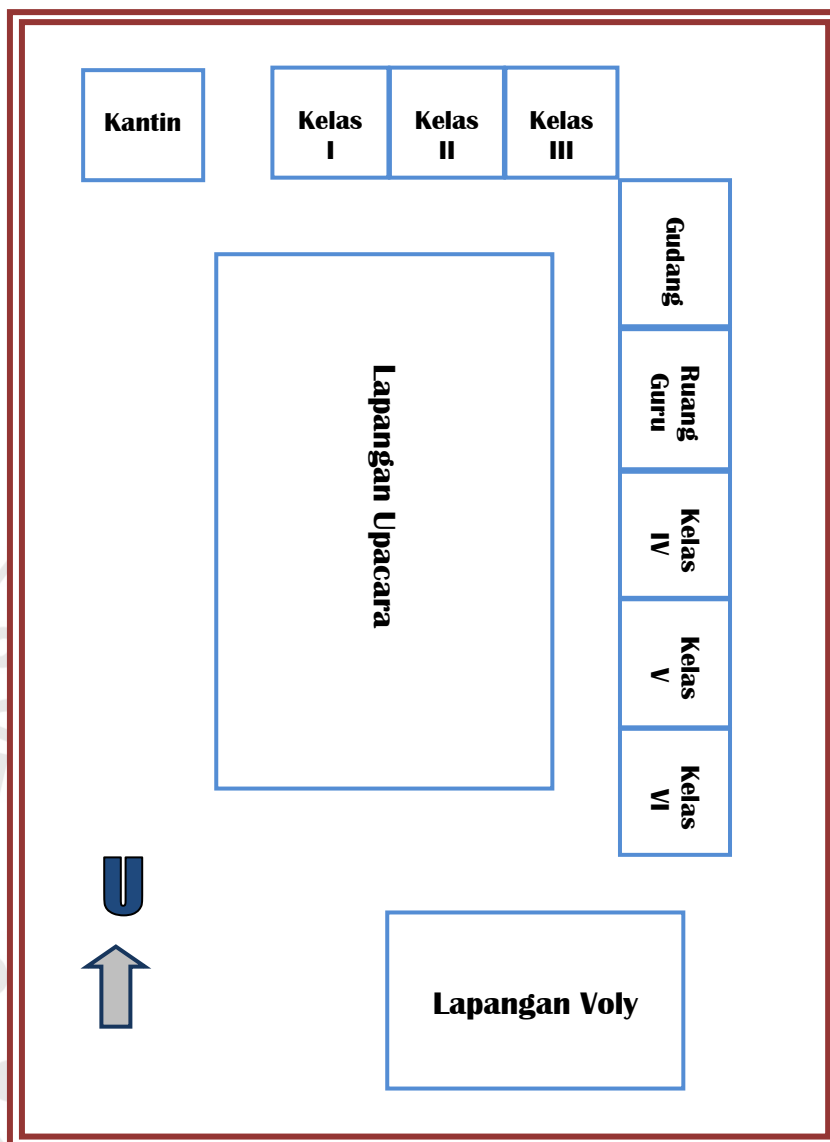 Kantin
Kelas
I
Kelas
II
Kelas
III
Gudang
Ruang
Guru
Lapangan Upacara
Kelas
IV
Kelas
V
Kelas
VI
U
Lapangan Voly